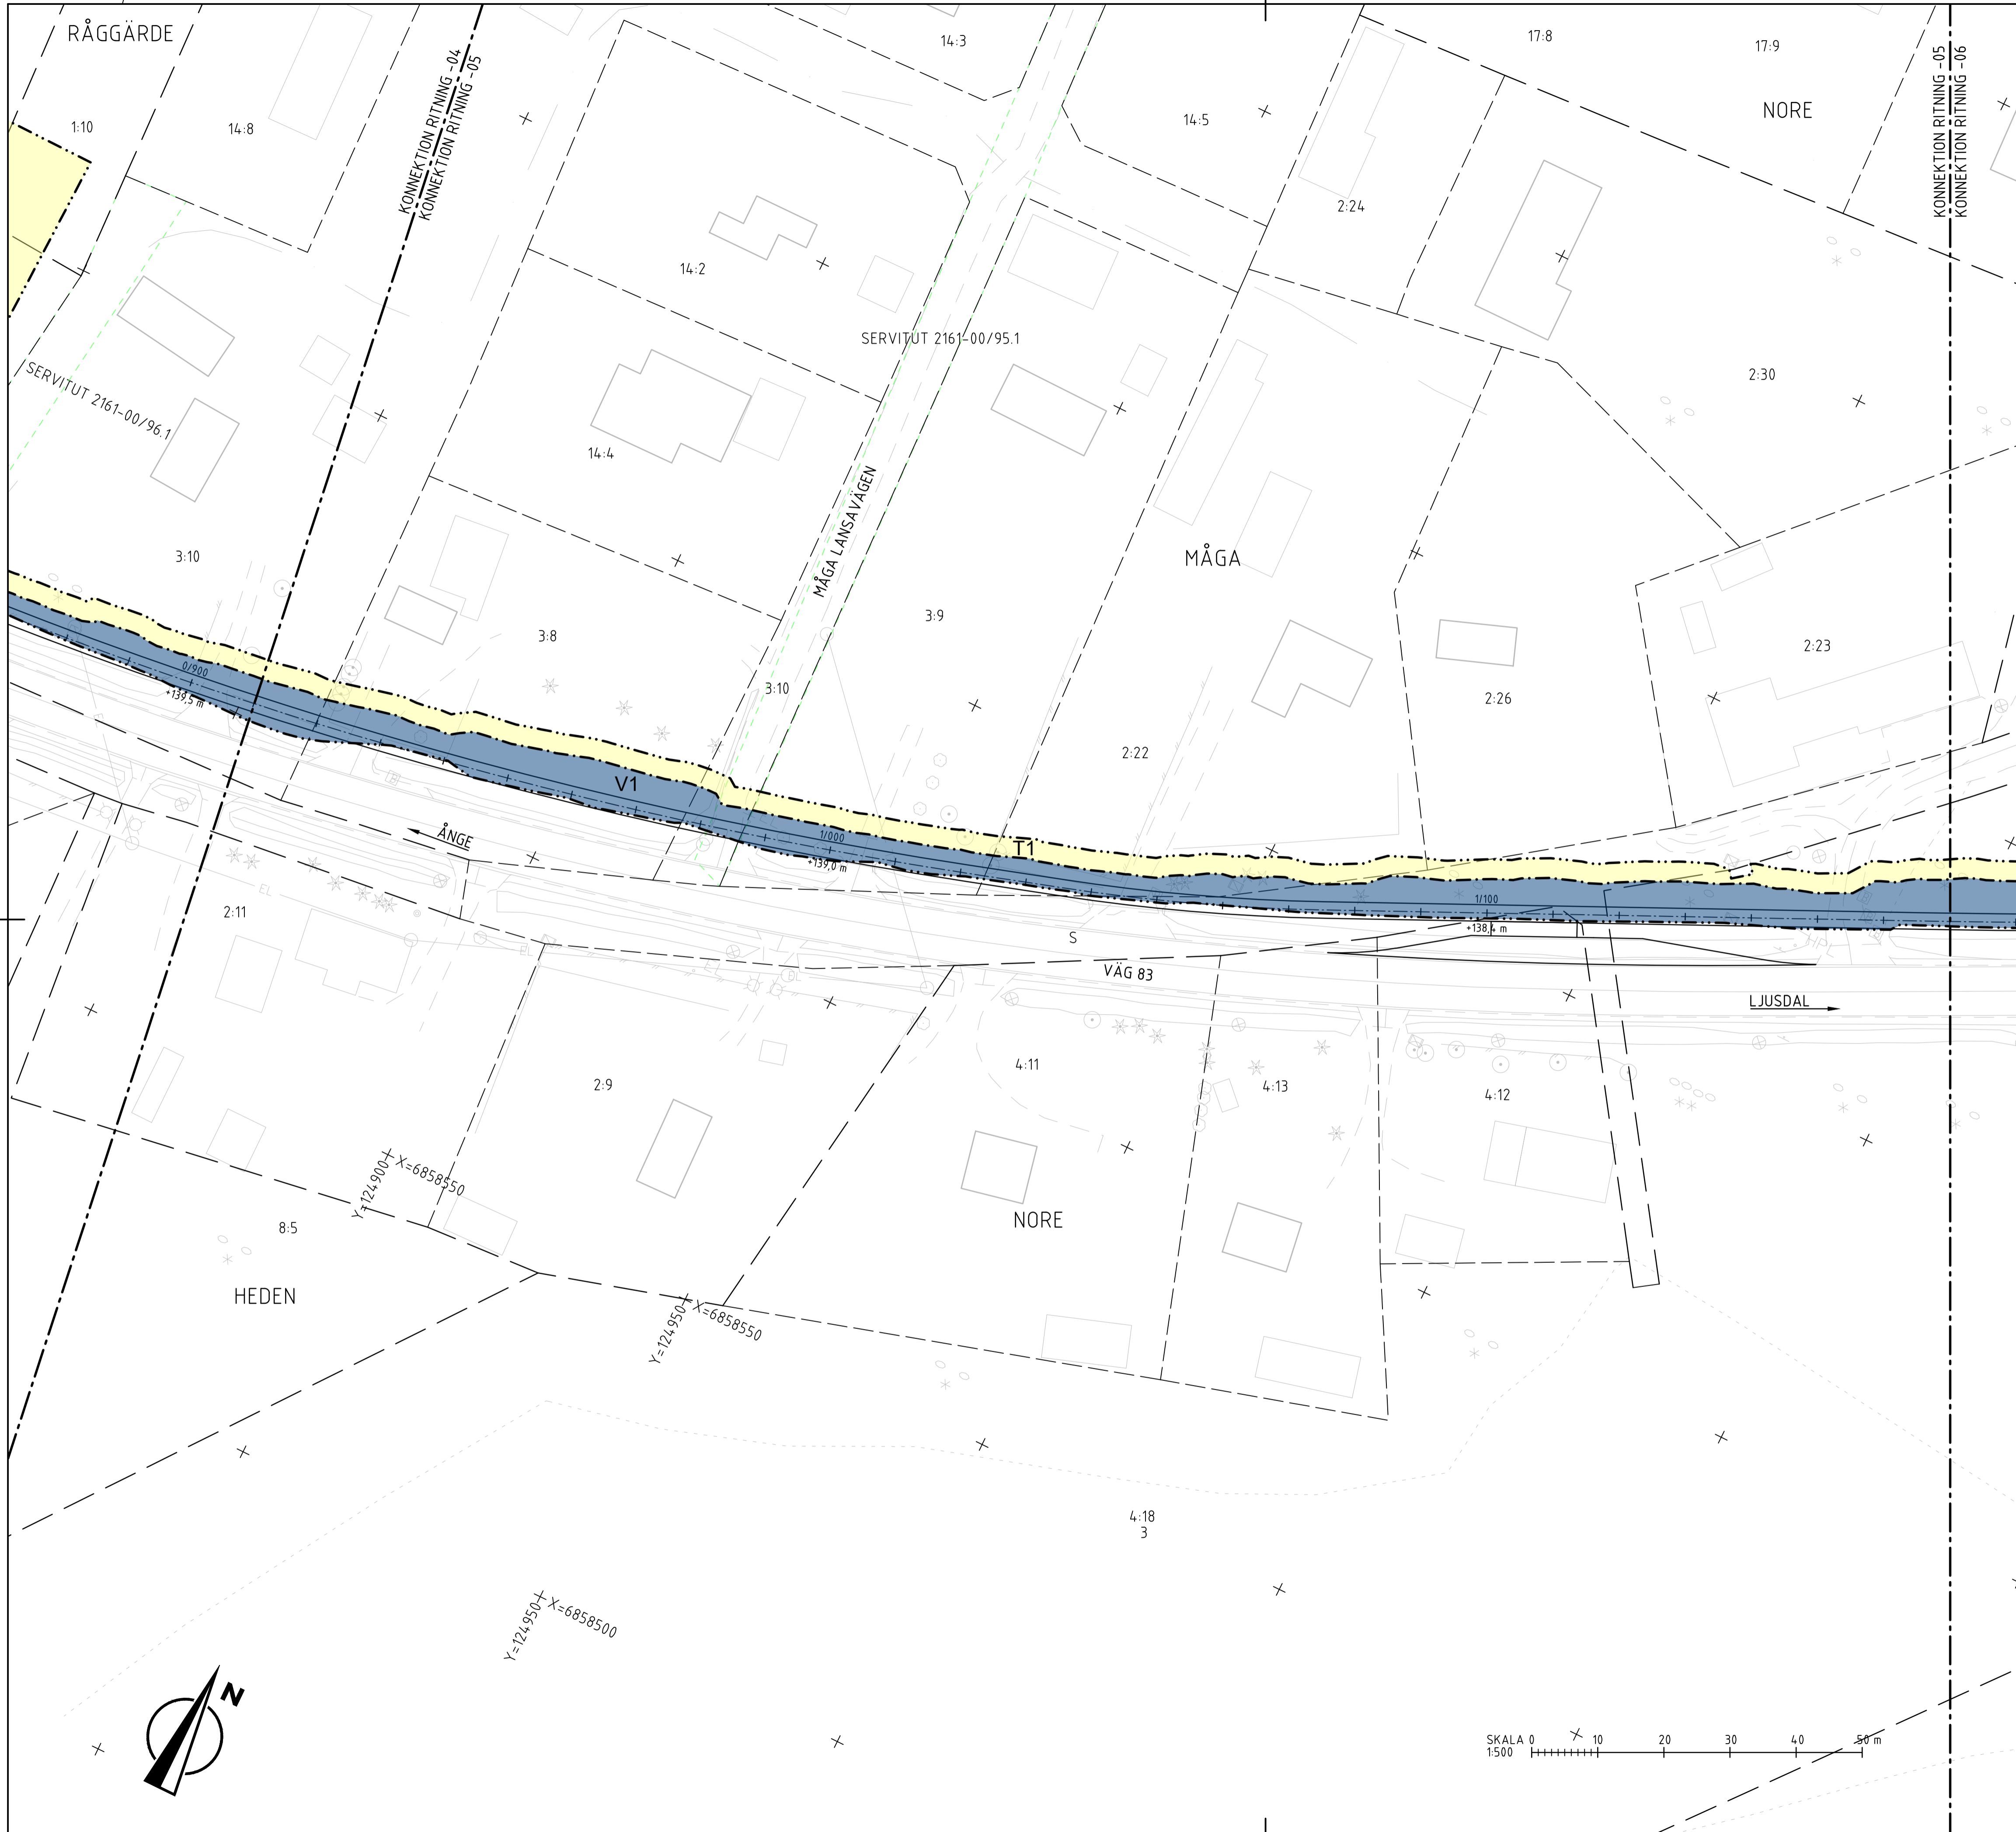 RÅGGÄRDE
14:3
17:8
17:9
NORE
1:10
14:8
KONNEKTION RITNING -04
KONNEKTION RITNING -05
14:5
KONNEKTION RITNING -05
KONNEKTION RITNING -06
2:24
14:2
SERVITUT 2161-00/95.1
2:30
SERVITUT 2161-00/96.1
14:4
MÅGA LANSAVÄGEN
3:10
MÅGA
3:9
3:8
2:23
0/900
+139,5 m
3:10
2:26
2:22
V1
ÅNGE
1/000
+139,0 m
T1
EL
2:11
1/100
+138,4 m
S
VÄG 83
LJUSDAL
2:9
4:11
4:13
4:12
Y=124900
X=6858550
8:5
NORE
HEDEN
Y=124950
X=6858550
4:18
3
Y=124950
X=6858500
N
SKALA
1:500
0 10 20 30 40 50 m